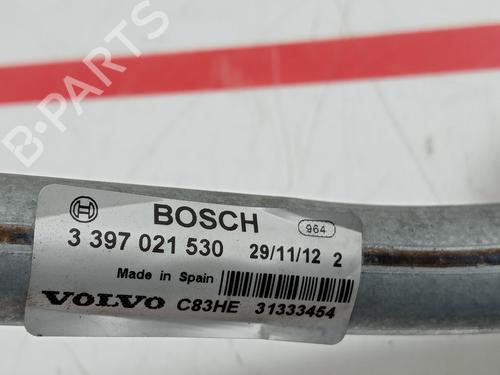 B-PARTS
BOSCH 964
3 397 021 530 29/11/12 2
Made in Spain
VOLVO C83HE 31333454